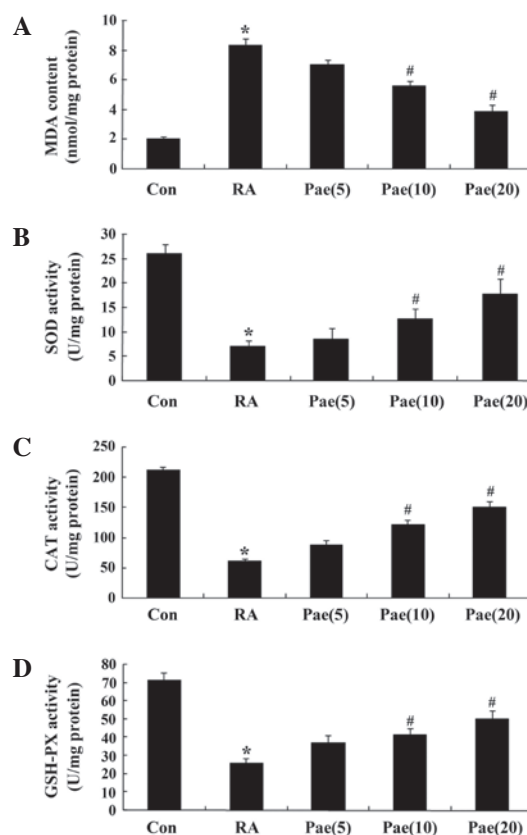 A
MDA content
(nmol/mg protein)
10
8
6
4
2
0
*
#
#
Con RA Pae(5) Pae(10) Pae(20)
B
SOD activity
(U/mg protein)
30
25
20
15
10
5
0
*
#
#
Con RA Pae(5) Pae(10) Pae(20)
C
CAT activity
(U/mg protein)
250
200
150
100
50
0
*
#
#
Con RA Pae(5) Pae(10) Pae(20)
D
GSH-PX activity
(U/mg protein)
80
70
60
50
40
30
20
10
0
*
#
#
Con RA Pae(5) Pae(10) Pae(20)